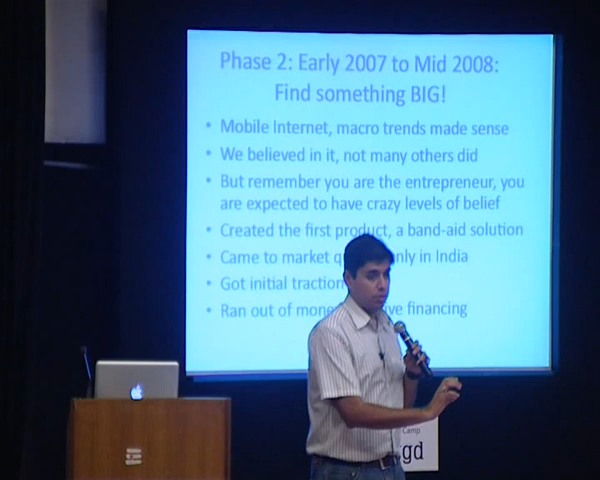 Phase 2: Early 2007 to Mid 2008:
Find something BIG!
• Mobile Internet, macro trends made sense
• We believed in it, not many others did
• But remember you are the entrepreneur, you
are expected to have crazy levels of belief
• Created the first product, a band-aid solution
• Came to market only in India
• Got initial traction
• Ran out of financing
Camp
gd